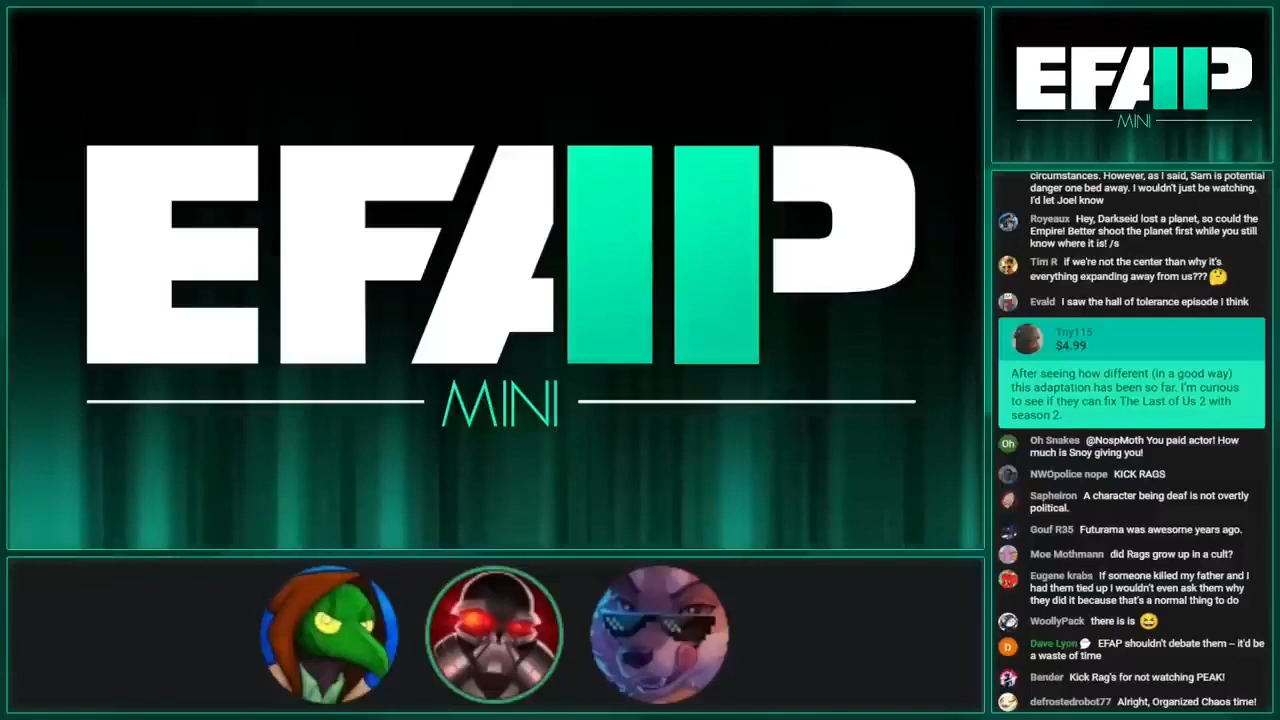 EFAP
MINI
EFAP
MINI
circumstances. However, as I said, Sam is potential
danger one bed away. I wouldn't just be watching.
I'd let Joel know
Royeaux Hey, Darkseid lost a planet, so could the
Empire! Better shoot the planet first while you still
know where it is! /s
Tim R if we're not the center than why it's
everything expanding away from us??? 🤔
Evald I saw the hall of tolerance episode I think
Tny115
$4.99
After seeing how different (in a good way)
this adaptation has been so far. I'm curious
to see if they can fix The Last of Us 2 with
season 2.
Oh
Oh Snakes @NospMoth You paid actor! How
much is Snoy giving you!
NWOpolice nope KICK RAGS
Sapheiron A character being deaf is not overtly
political.
Gouf R35 Futurama was awesome years ago.
Moe Mothmann did Rags grow up in a cult?
Eugene krabs If someone killed my father and I
had them tied up I wouldn't even ask them why
they did it because that's a normal thing to do
WoollyPack there is is 😆
D
Dave Lyon EFAP shouldn't debate them -- it'd be
a waste of time
Bender Kick Rag's for not watching PEAK!
defrostedrobot77 Alright, Organized Chaos time!